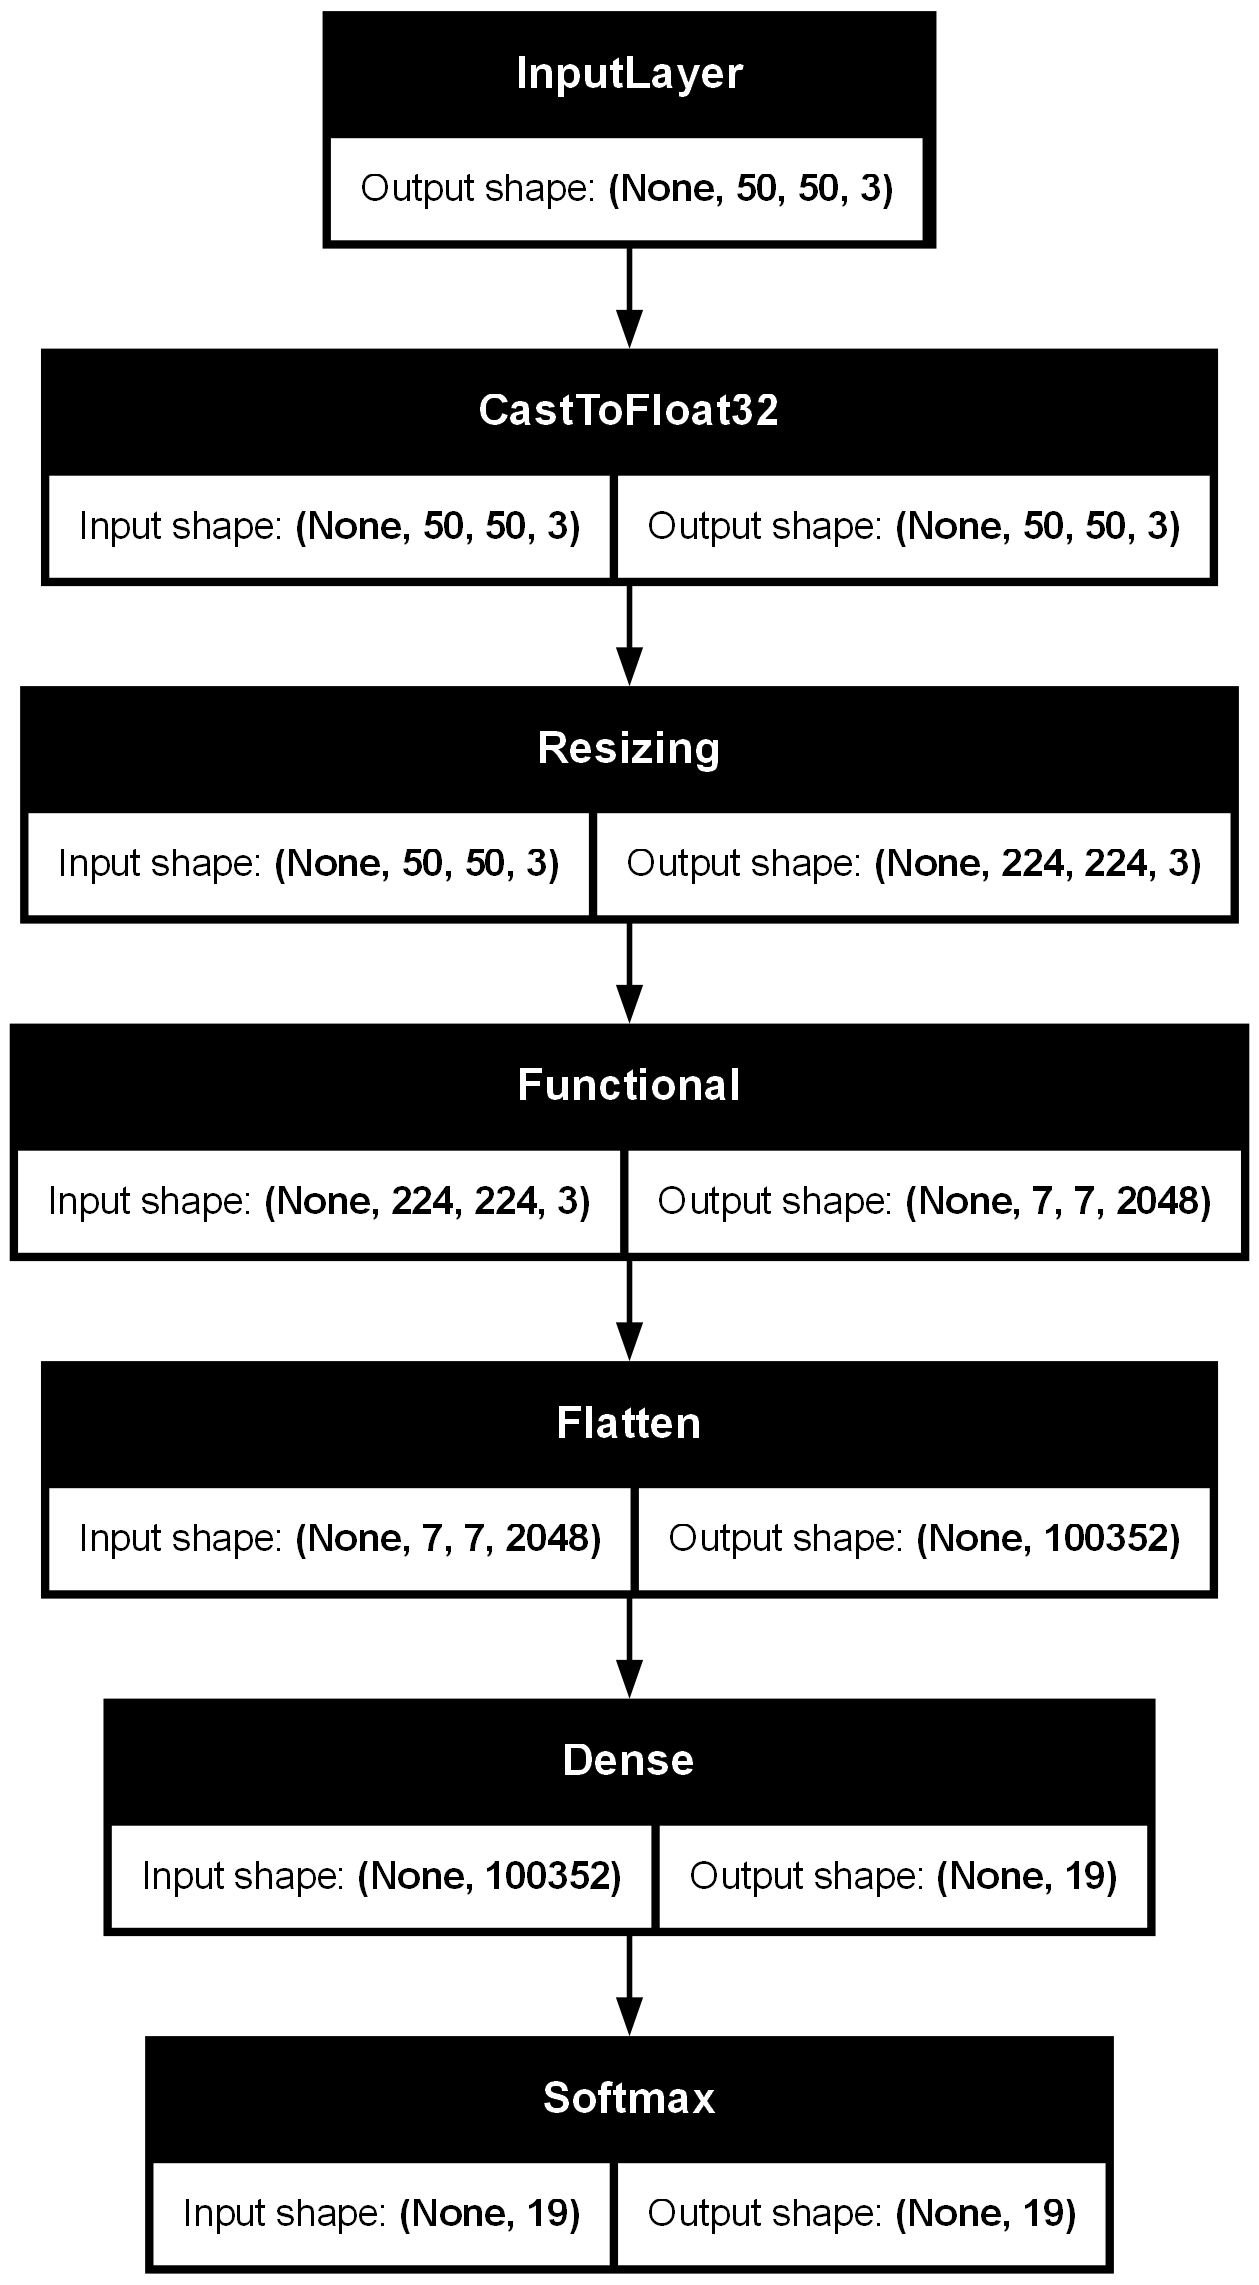 InputLayer
Output shape: (None, 50, 50, 3)
CastToFloat32
Input shape: (None, 50, 50, 3) Output shape: (None, 50, 50, 3)
Resizing
Input shape: (None, 50, 50, 3) Output shape: (None, 224, 224, 3)
Functional
Input shape: (None, 224, 224, 3) Output shape: (None, 7, 7, 2048)
Flatten
Input shape: (None, 7, 7, 2048) Output shape: (None, 100352)
Dense
Input shape: (None, 100352) Output shape: (None, 19)
Softmax
Input shape: (None, 19) Output shape: (None, 19)